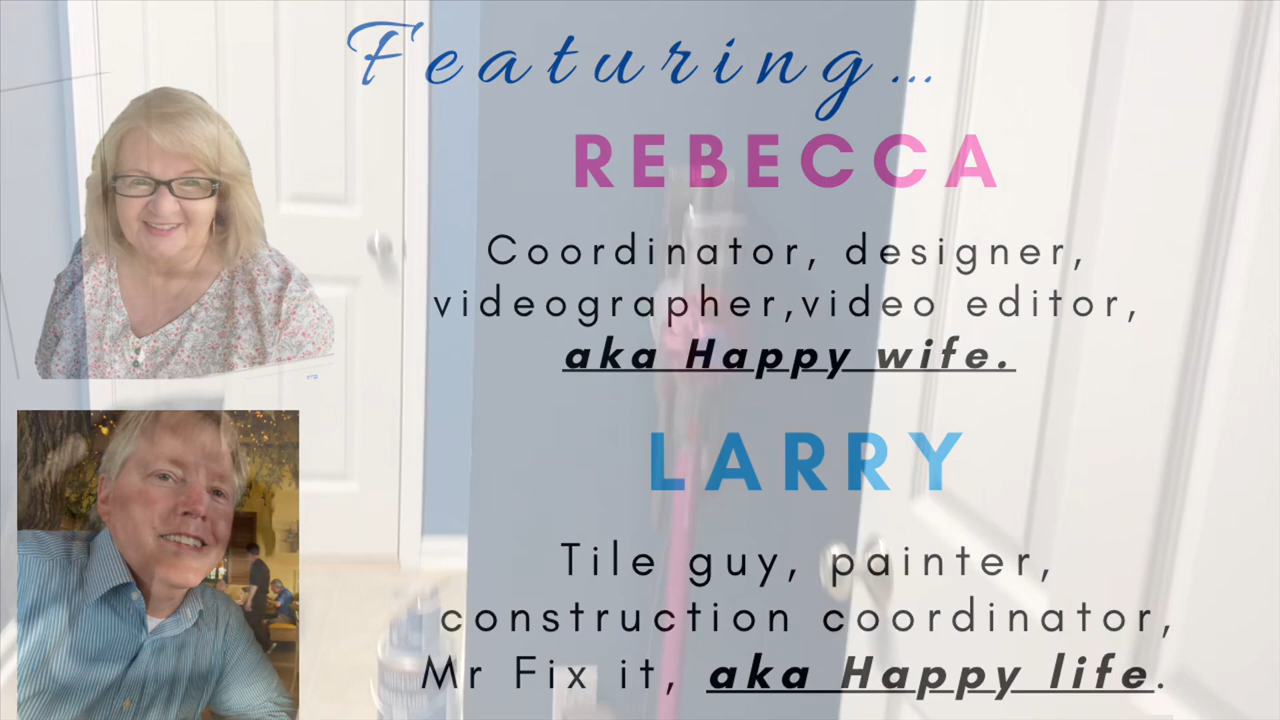 Featuring...
REBECCA
Coordinator, designer,
videographer,video editor,
aka Happy wife.
LARRY
Tile guy, painter,
construction coordinator,
Mr Fix it, aka Happy life.